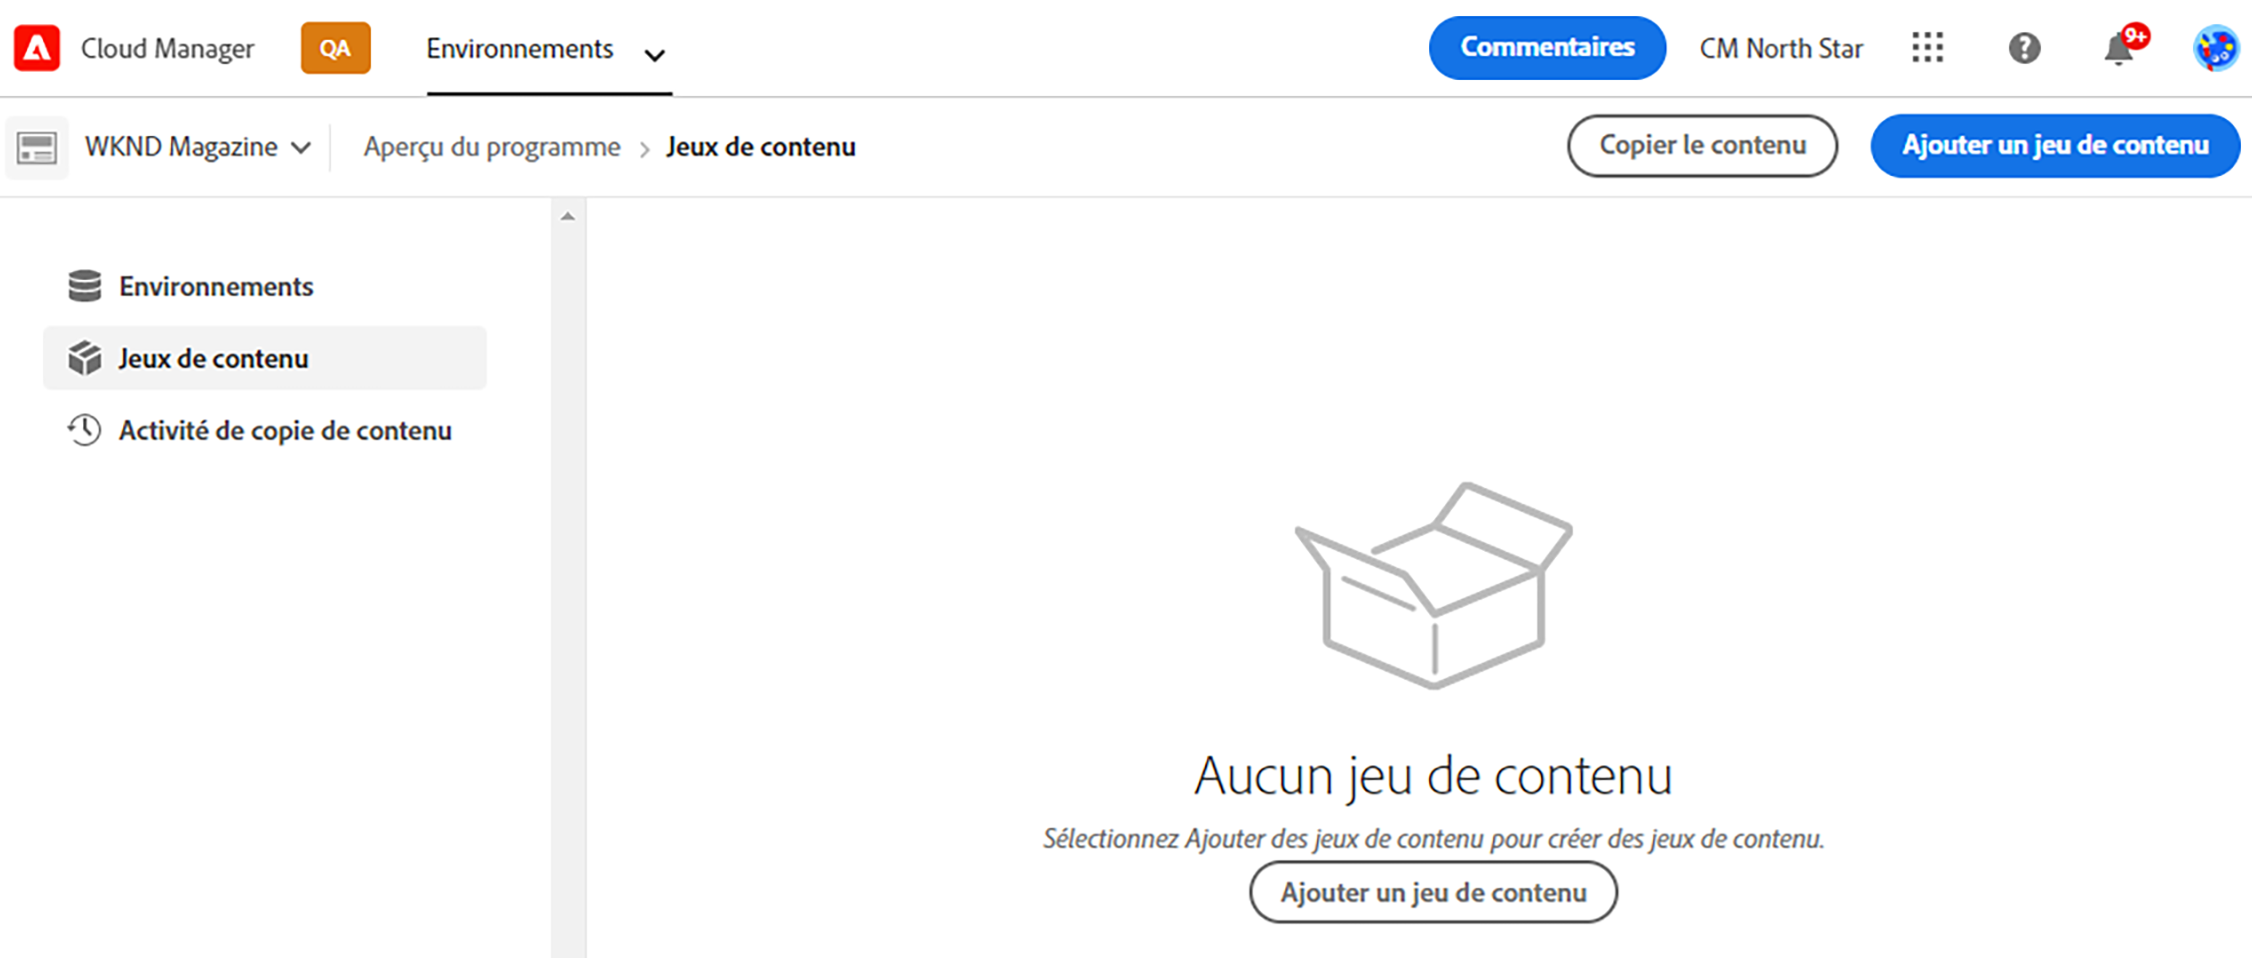 Cloud Manager QA Environnements Commentaires CM North Star 9+
WKND Magazine Aperçu du programme > Jeux de contenu Copier le contenu Ajouter un jeu de contenu
Environnements
Jeux de contenu
Activité de copie de contenu
Aucun jeu de contenu
Sélectionnez Ajouter des jeux de contenu pour créer des jeux de contenu.
Ajouter un jeu de contenu